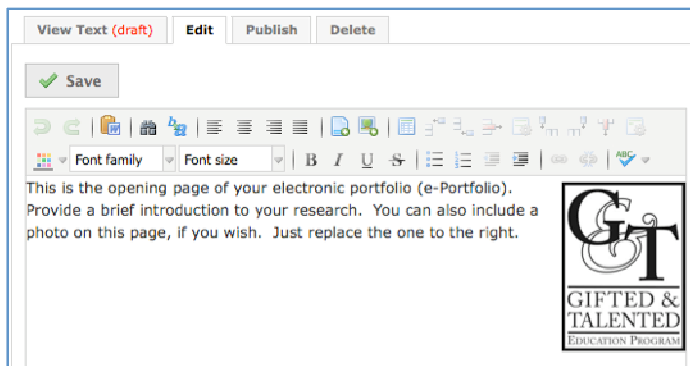 View Text (draft) Edit Publish Delete
Save
Font family Font size B I U S ABC
This is the opening page of your electronic portfolio (e-Portfolio).
Provide a brief introduction to your research.  You can also include a
photo on this page, if you wish.  Just replace the one to the right.
G&T
GIFTED &
TALENTED
EDUCATION PROGRAM